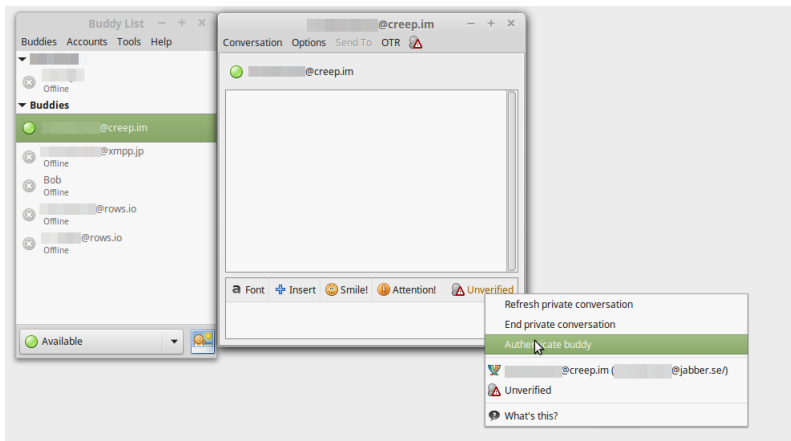 Buddy List
Buddies Accounts Tools Help
Offline
Buddies
@creep.im
@xmpp.jp
Offline
Bob
Offline
@rows.io
Offline
@rows.io
Offline
Available
@creep.im
Conversation Options Send To OTR
@creep.im
a Font Insert Smile! Attention! Unverified
Refresh private conversation
End private conversation
Authenticate buddy
@creep.im ( @jabber.se/)
Unverified
What's this?